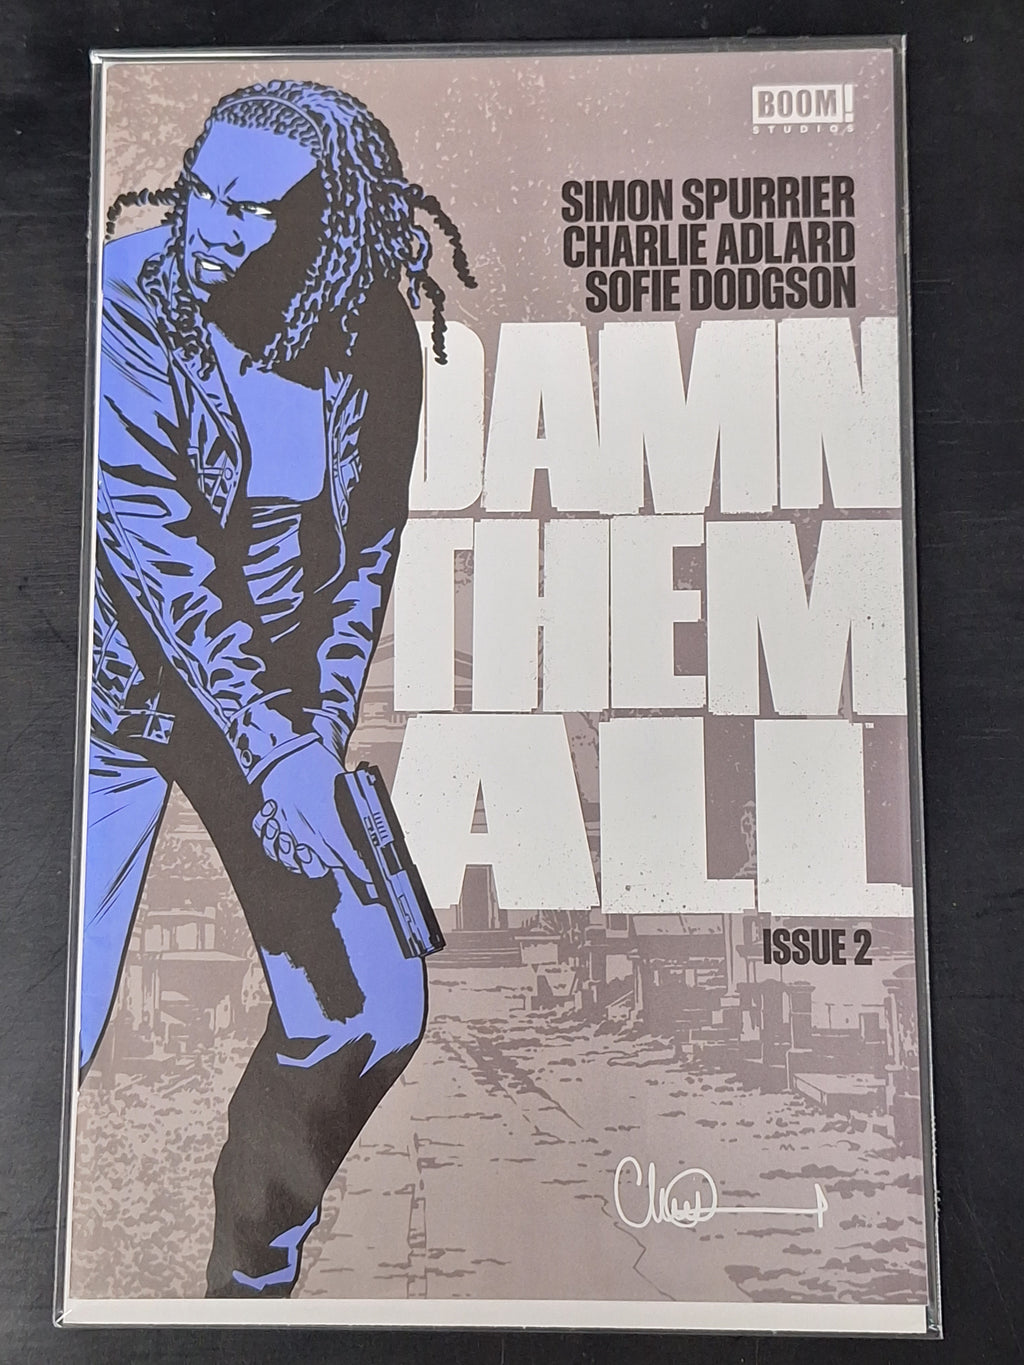 BOOM!
STUDIOS
SIMON SPURRIER
CHARLIE ADLARD
SOFIE DODGSON
DAMN
THEM
ALL
ISSUE 2